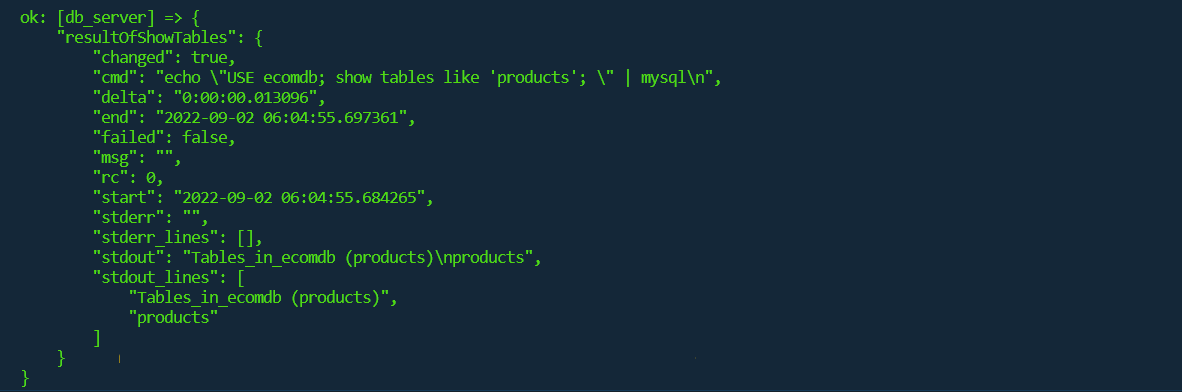 ok: [db_server] => {
    "resultOfShowTables": {
        "changed": true,
        "cmd": "echo \"USE ecomdb; show tables like 'products'; \" | mysql\n",
        "delta": "0:00:00.013096",
        "end": "2022-09-02 06:04:55.697361",
        "failed": false,
        "msg": "",
        "rc": 0,
        "start": "2022-09-02 06:04:55.684265",
        "stderr": "",
        "stderr_lines": [],
        "stdout": "Tables_in_ecomdb (products)\nproducts",
        "stdout_lines": [
            "Tables_in_ecomdb (products)",
            "products"
        ]
    }
}